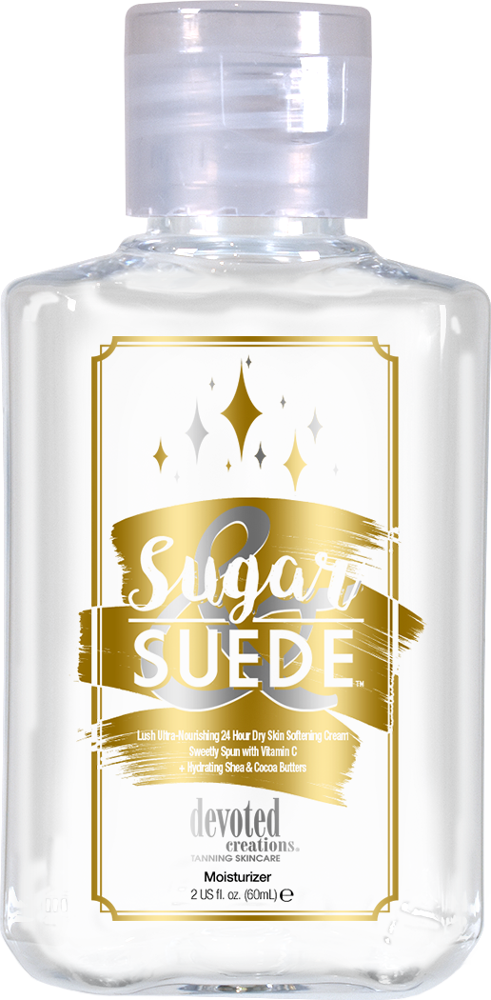 &
Sugar
SUEDE™
Lush Ultra-Nourishing 24 Hour Dry Skin Softening Cream
Sweetly Spun with Vitamin C
+ Hydrating Shea & Cocoa Butters
devoted
creations®
TANNING SKINCARE
Moisturizer
2 US fl. oz. (60mL) ℮